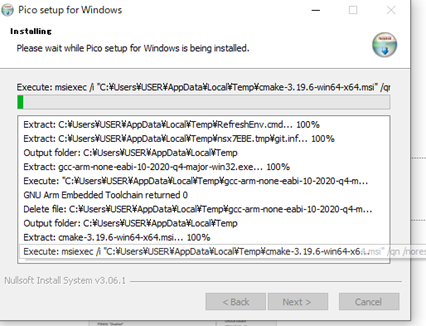 Pico setup for Windows
Installing
Please wait while Pico setup for Windows is being installed.
Execute: msiexec /i "C:¥Users¥USER¥AppData¥Local¥Temp¥cmake-3.19.6-win64-x64.msi" /qn
Extract: C:¥Users¥USER¥AppData¥Local¥Temp¥RefreshEnv.cmd... 100%
Extract: C:¥Users¥USER¥AppData¥Local¥Temp¥nsx7EBE.tmp¥git.inf... 100%
Output folder: C:¥Users¥USER¥AppData¥Local¥Temp
Extract: gcc-arm-none-eabi-10-2020-q4-major-win32.exe... 100%
Execute: "C:¥Users¥USER¥AppData¥Local¥Temp¥gcc-arm-none-eabi-10-2020-q4-m...
GNU Arm Embedded Toolchain returned 0
Delete file: C:¥Users¥USER¥AppData¥Local¥Temp¥gcc-arm-none-eabi-10-2020-q4-m...
Output folder: C:¥Users¥USER¥AppData¥Local¥Temp
Extract: cmake-3.19.6-win64-x64.msi... 100%
Execute: msiexec /i "C:¥Users¥USER¥AppData¥Local¥Temp¥cmake-3.19.6-win64-x64.msi" /qn /nores
Nullsoft Install System v3.06.1
< Back
Next >
Cancel